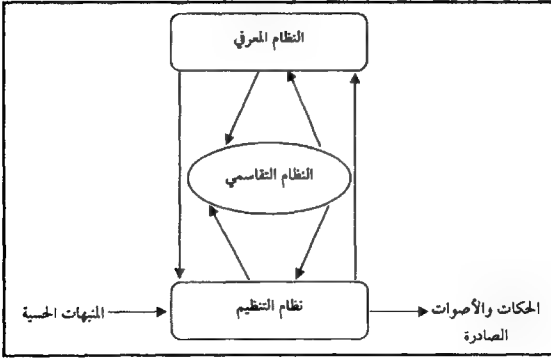 النظام المعرفي
النظام التقاسمي
نظام التنظيم
المنبهات الحسية
الحكات والأصوات
الصادرة